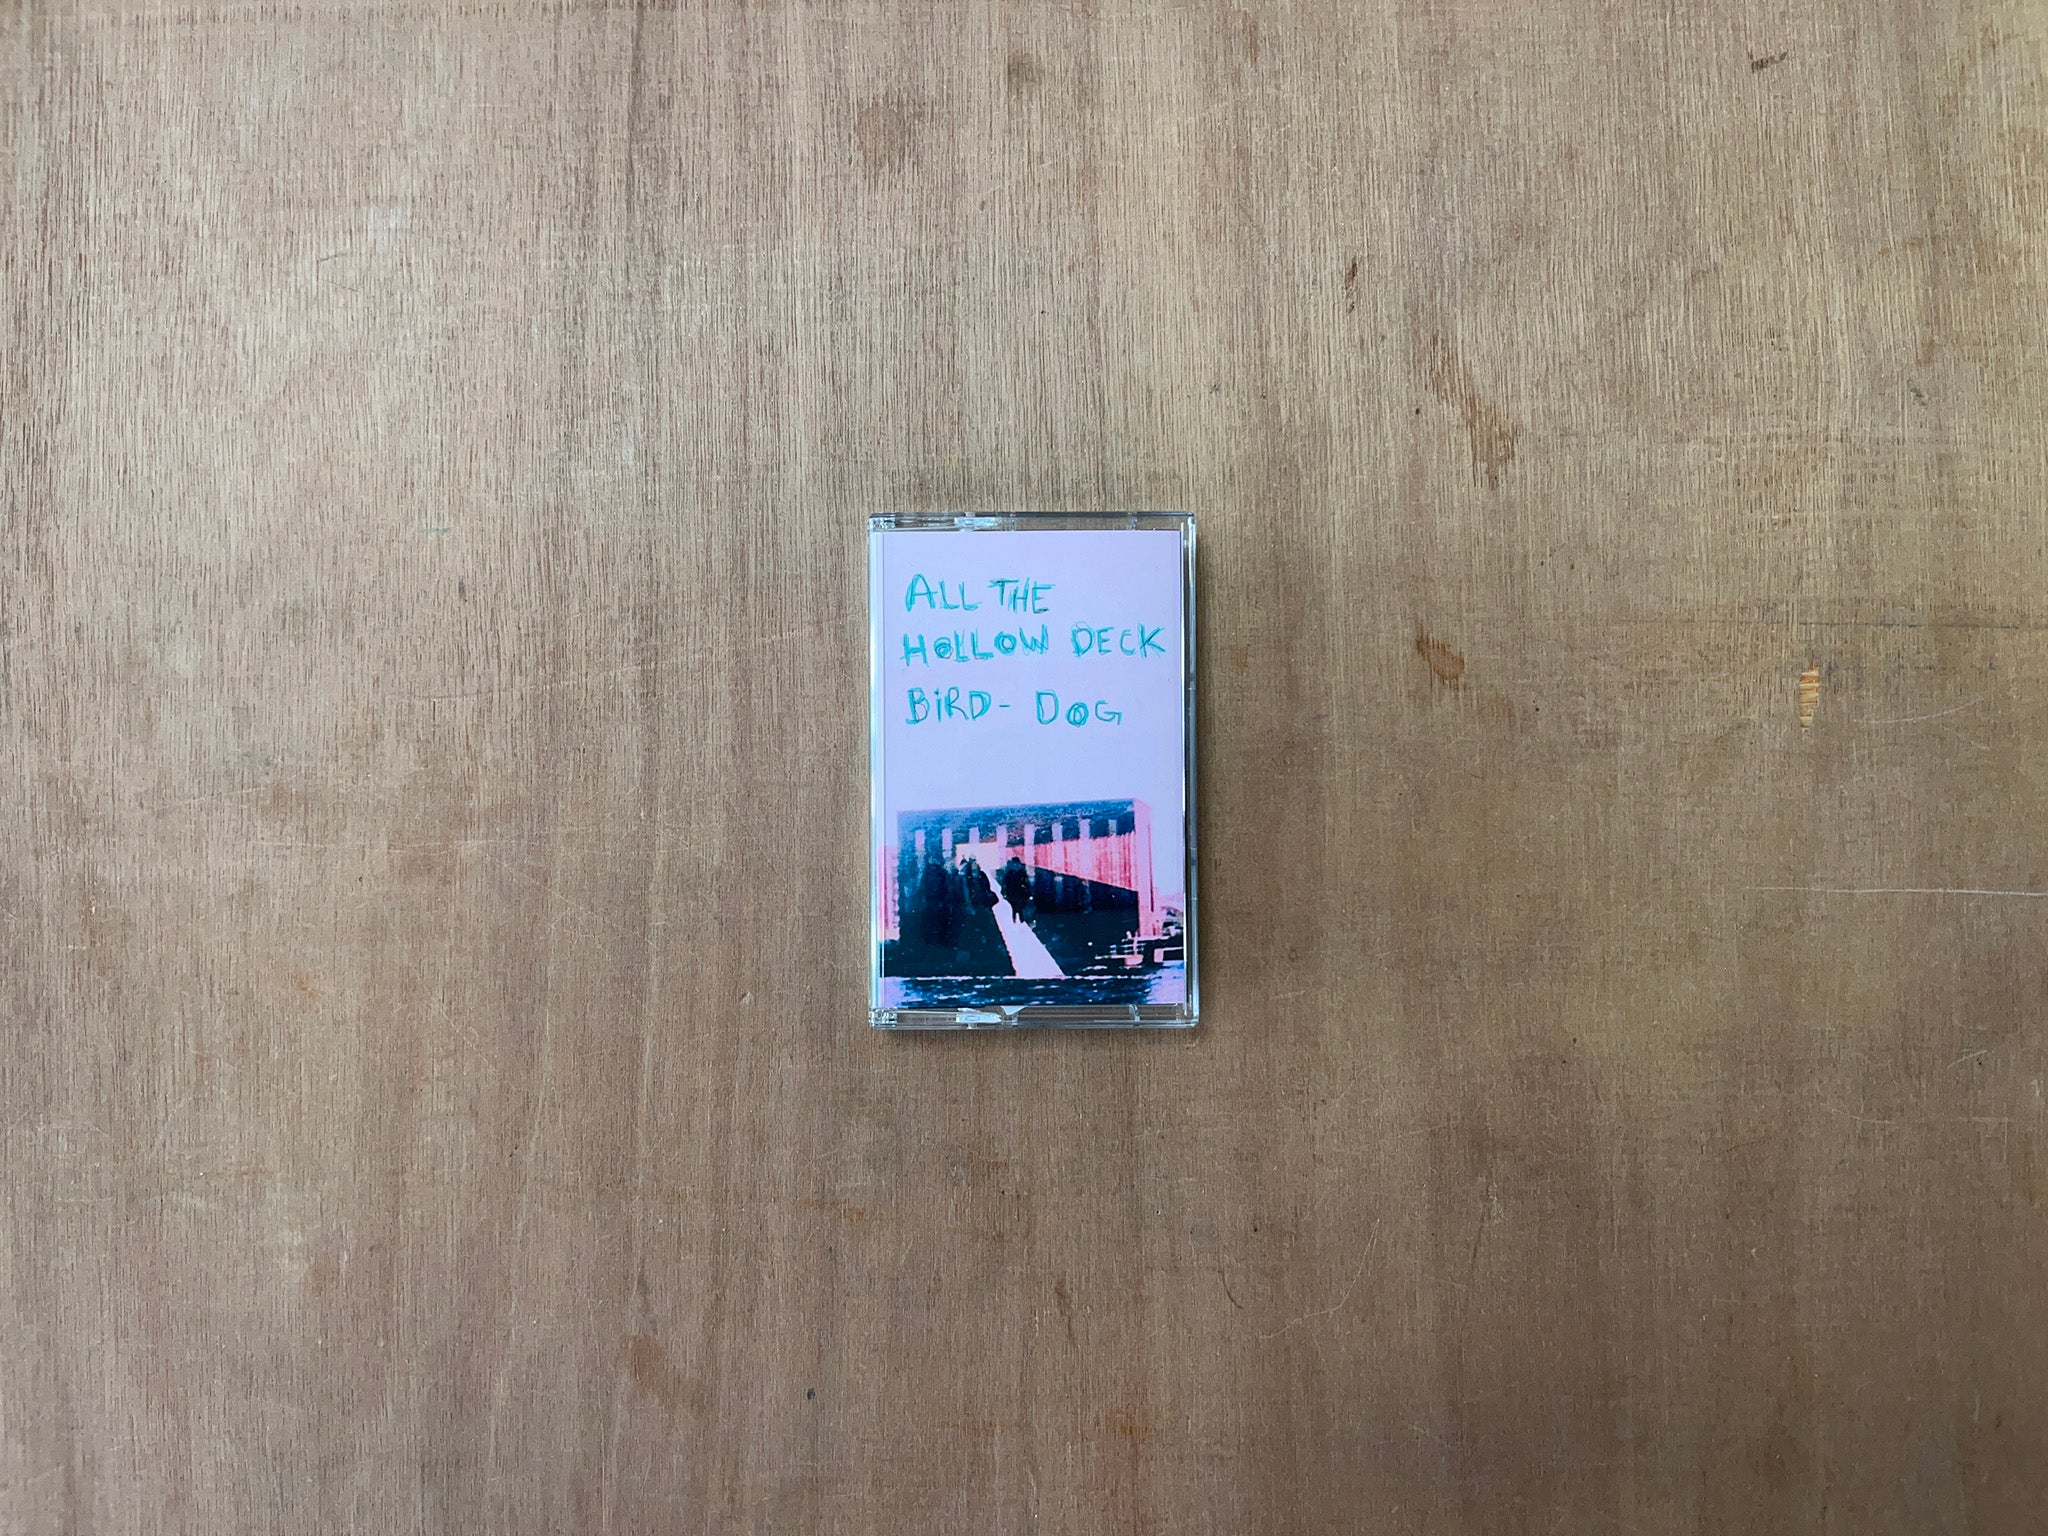 ALL THE
HOLLOW DECK
BiRD- DOG